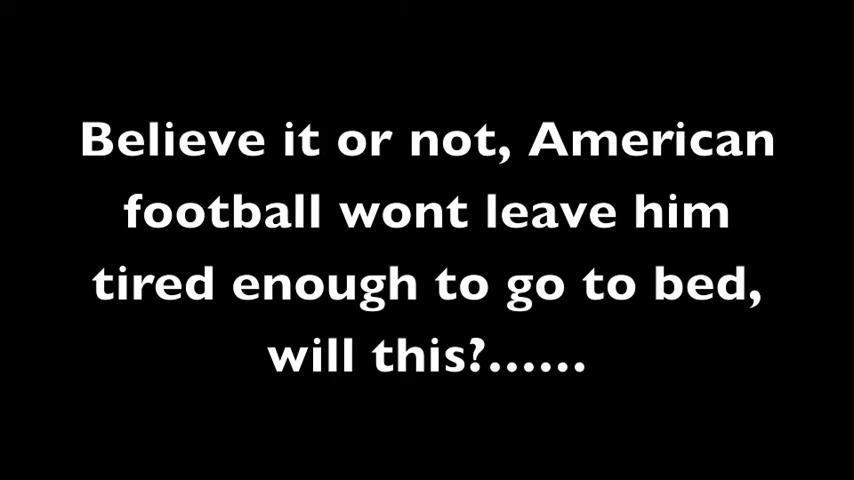 Believe it or not, American
football wont leave him
tired enough to go to bed,
will this?......